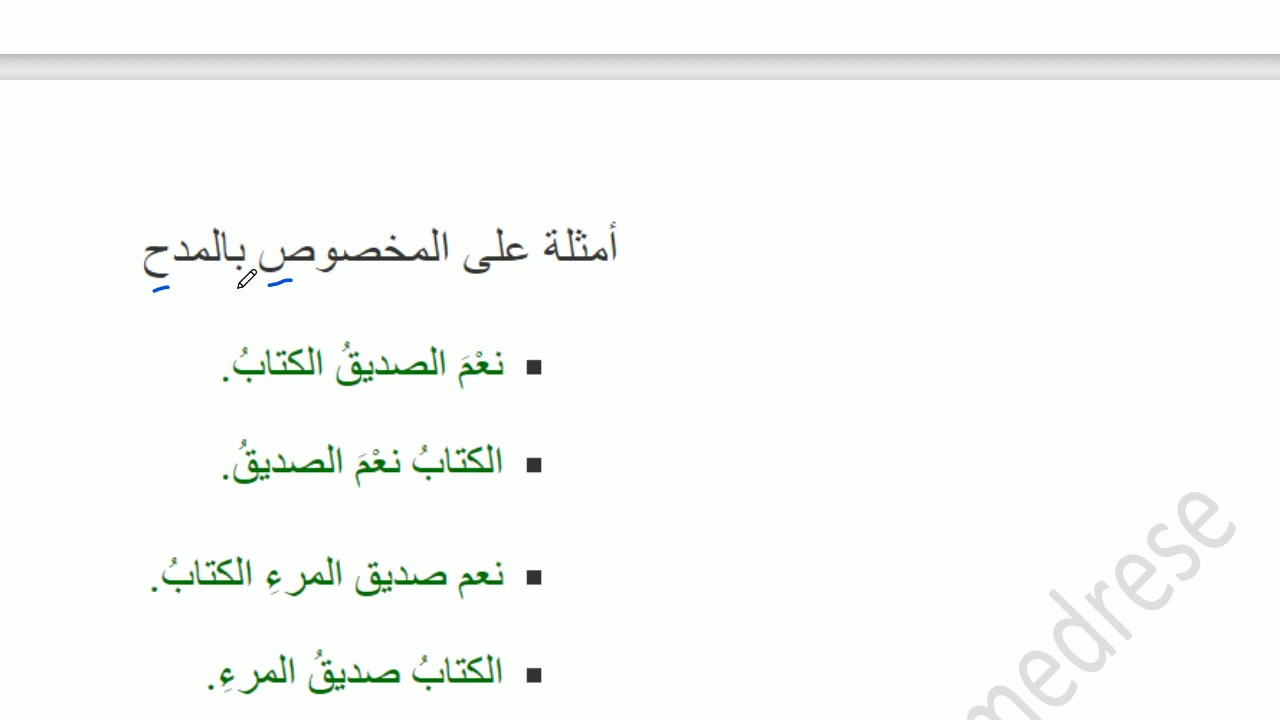 أمثلة على المخصوصِ بالمدحِ
نعْمَ الصديقُ الكتابُ.
الكتابُ نعْمَ الصديقُ.
نعم صديق المرءِ الكتابُ.
الكتابُ صديقُ المرءِ.
medrese